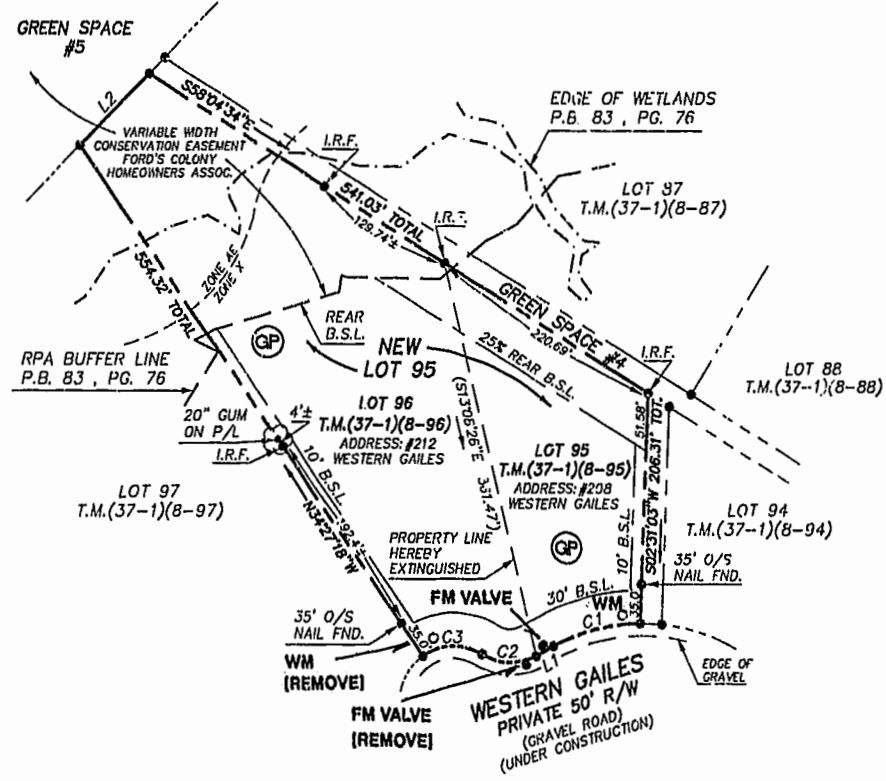 GREEN SPACE
#5
L2
S58°04'34"E
VARIABLE WIDTH
CONSERVATION EASEMENT
FORD'S COLONY
HOMEOWNERS ASSOC.
I.R.F.
EDGE OF WETLANDS
P.B. 83 , PG. 76
LOT 87
T.M.(37-1)(8-87)
541.03' TOTAL
129.74'±
I.R.F.
554.32' TOTAL
ZONE AE
ZONE X
GREEN SPACE #4
220.69'
REAR
B.S.L.
GP
NEW
LOT 95
25% REAR B.S.L.
I.R.F.
LOT 88
T.M.(37-1)(8-88)
RPA BUFFER LINE
P.B. 83 , PG. 76
20" GUM
ON P/L
4'±
I.R.F.
LOT 96
T.M.(37-1)(8-96)
ADDRESS: #212
WESTERN GAILES
(S13°06'26"E
331.47')
51.58'
S02°31'03"W 206.31' TOT.
LOT 95
T.M.(37-1)(8-95)
ADDRESS: #208
WESTERN GAILES
10' B.S.L.
192.4'
N34°27'18"W
LOT 97
T.M.(37-1)(8-97)
LOT 94
T.M.(37-1)(8-94)
PROPERTY LINE
HEREBY
EXTINGUISHED
GP
10' B.S.L.
35' O/S
NAIL FND.
30' B.S.L.
WM
35.0'
FM VALVE
35' O/S
NAIL FND.
35.0'
C3
C2
L1
C1
WM
[REMOVE]
EDGE OF
GRAVEL
FM VALVE
[REMOVE]
WESTERN GAILES
PRIVATE 50' R/W
(GRAVEL ROAD)
(UNDER CONSTRUCTION)